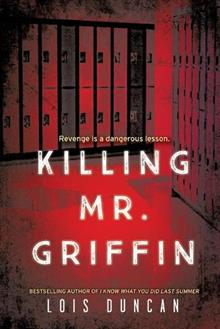 Revenge is a dangerous lesson.
KILLING
MR.
GRIFFIN
BESTSELLING AUTHOR OF I KNOW WHAT YOU DID LAST SUMMER
LOIS DUNCAN